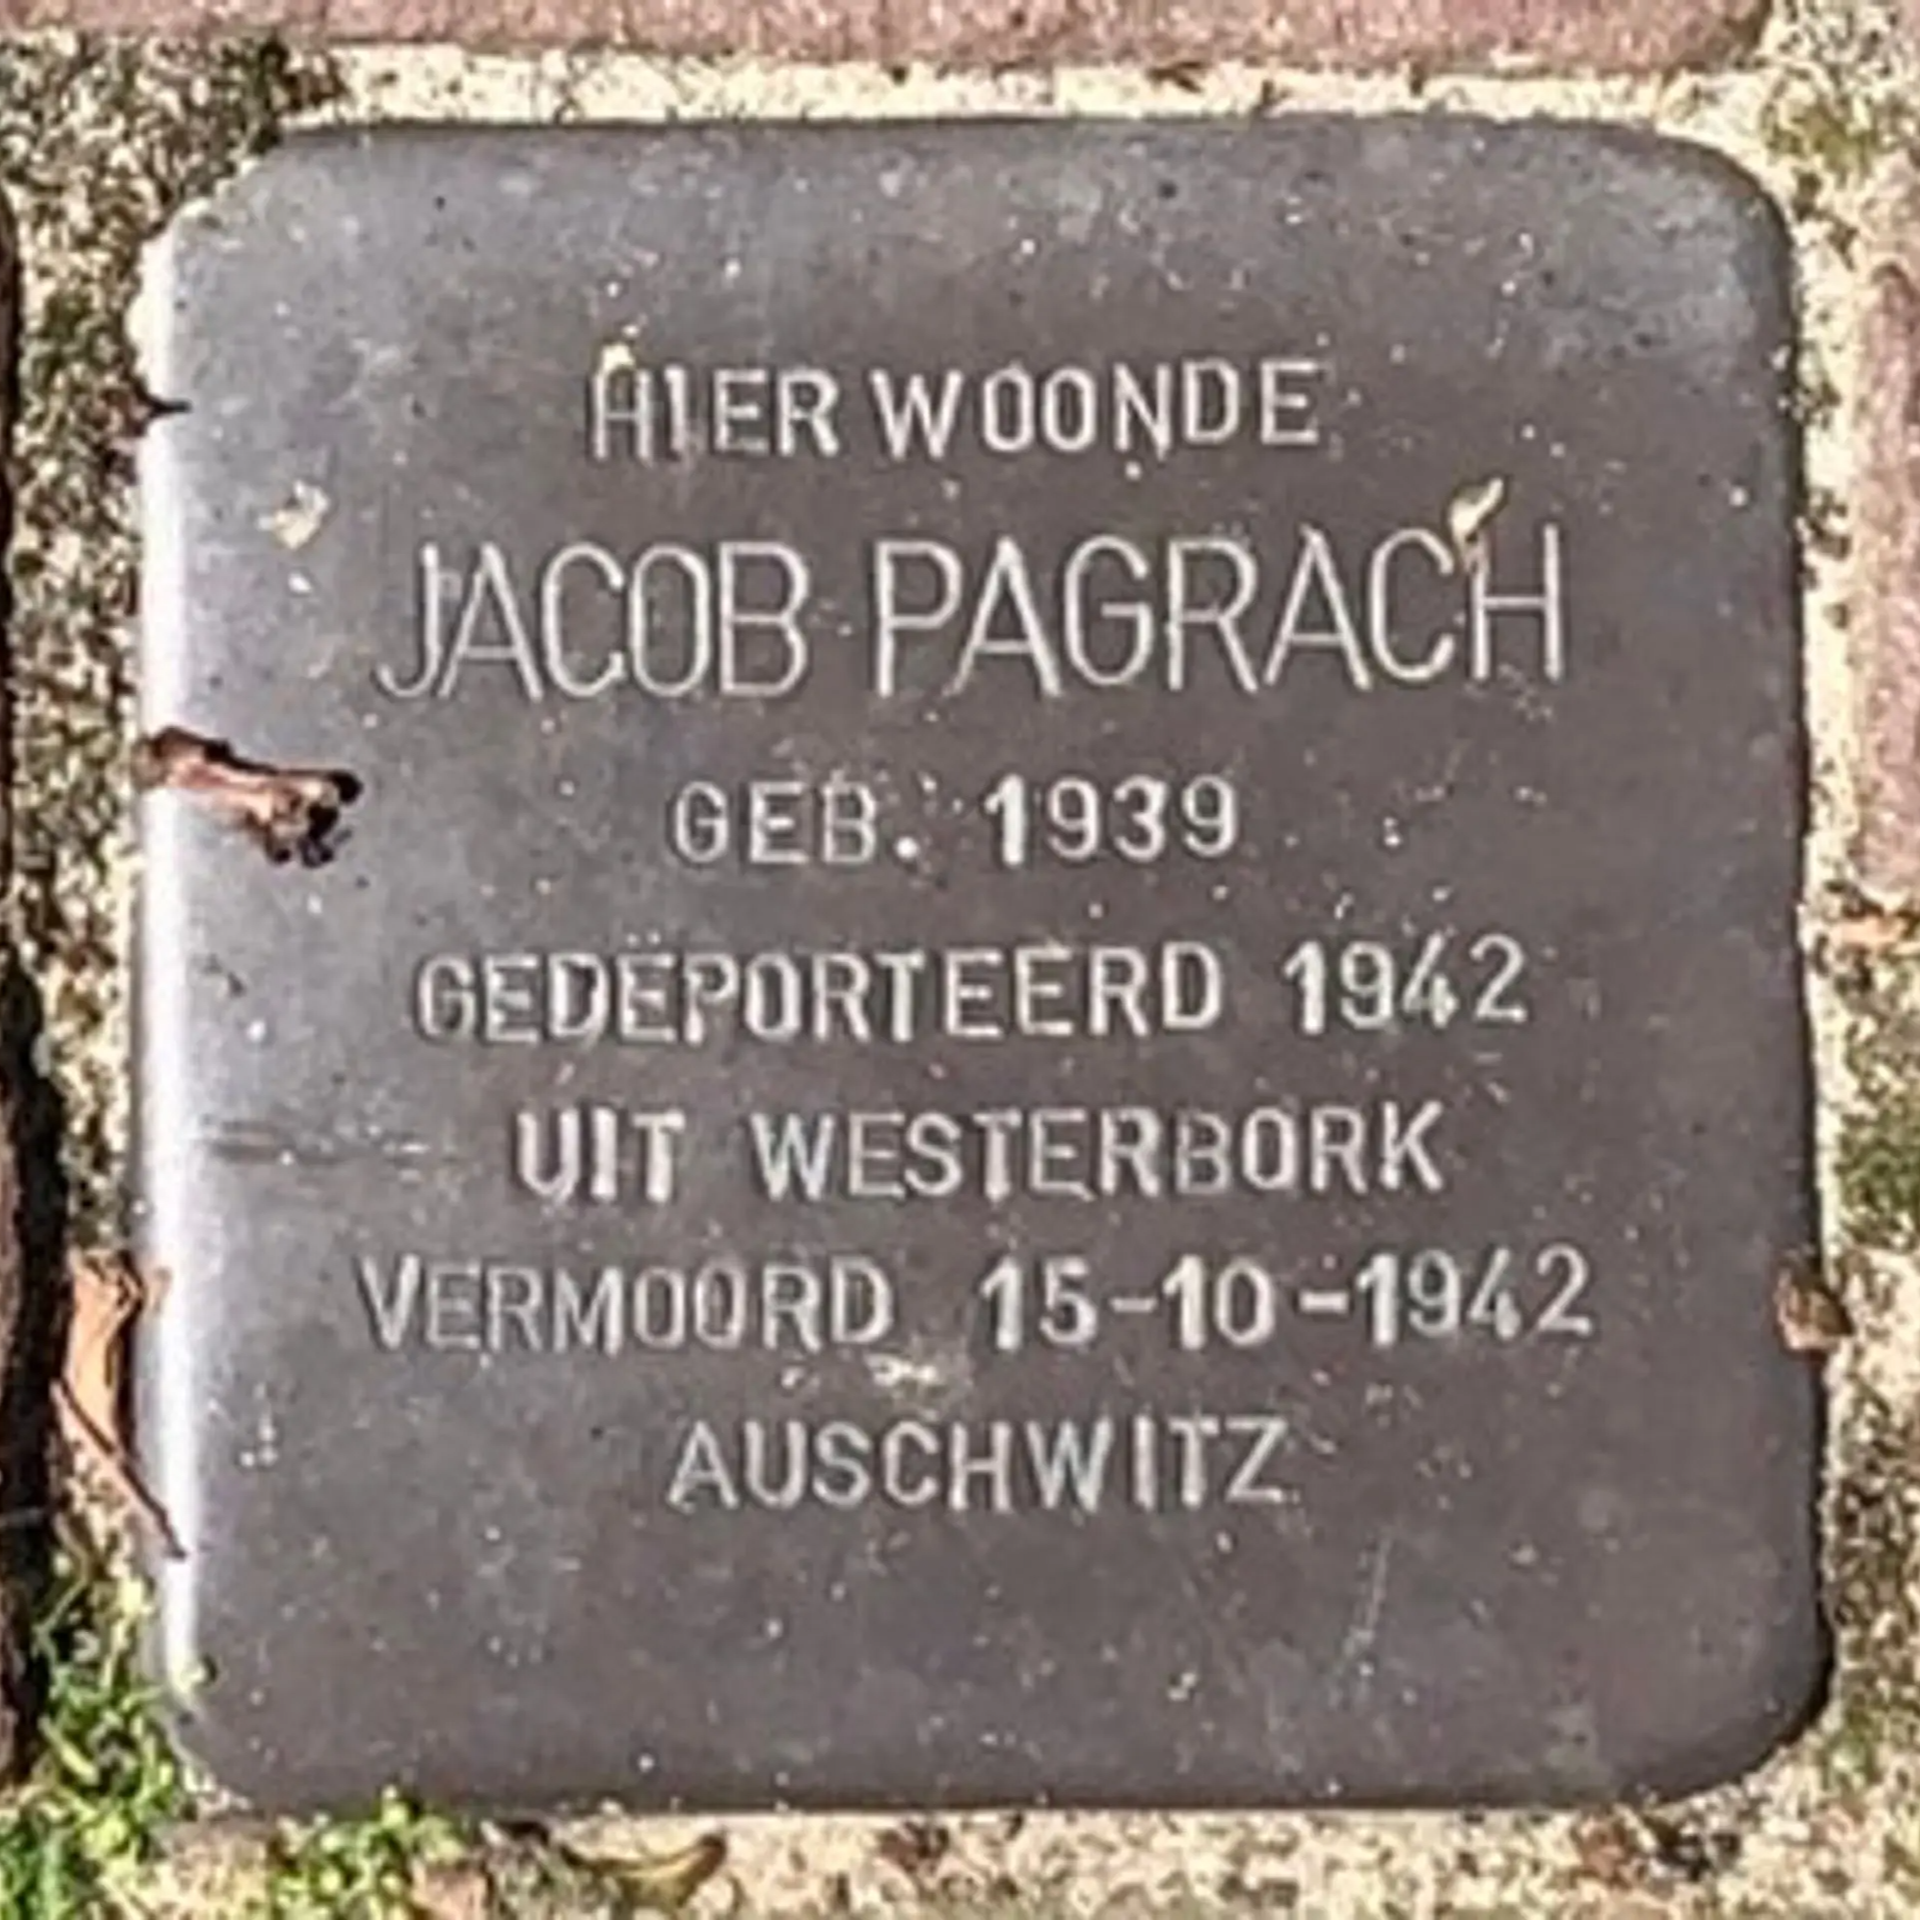 HIER WOONDE
JACOB PAGRACH
GEB. 1939
GEDEPORTEERD 1942
UIT WESTERBORK
VERMOORD 15-10-1942
AUSCHWITZ